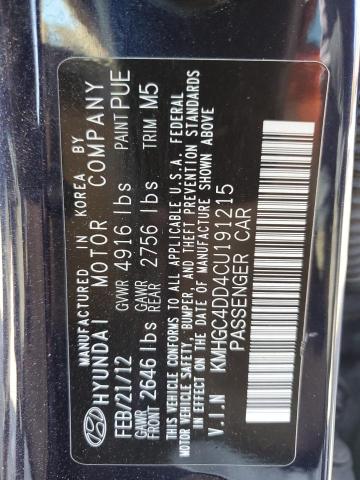 MANUFACTURED IN KOREA BY
HYUNDAI MOTOR COMPANY
FEB/21/12 GVWR 4916 lbs PAINT PUE
GAWR FRONT 2646 lbs GAWR REAR 2756 lbs TRIM M5
THIS VEHICLE CONFORMS TO ALL APPLICABLE U.S.A. FEDERAL
MOTOR VEHICLE SAFETY, BUMPER, AND THEFT PREVENTION STANDARDS
IN EFFECT ON THE DATE OF MANUFACTURE SHOWN ABOVE
V.I.N KMHGC4DD4CU191215
PASSENGER CAR